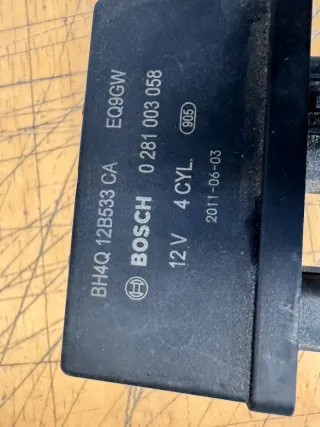 BH4Q 12B533 CA EQ9GW
BOSCH 0 281 003 058
12 V 4 CYL. 905
2011-06-03